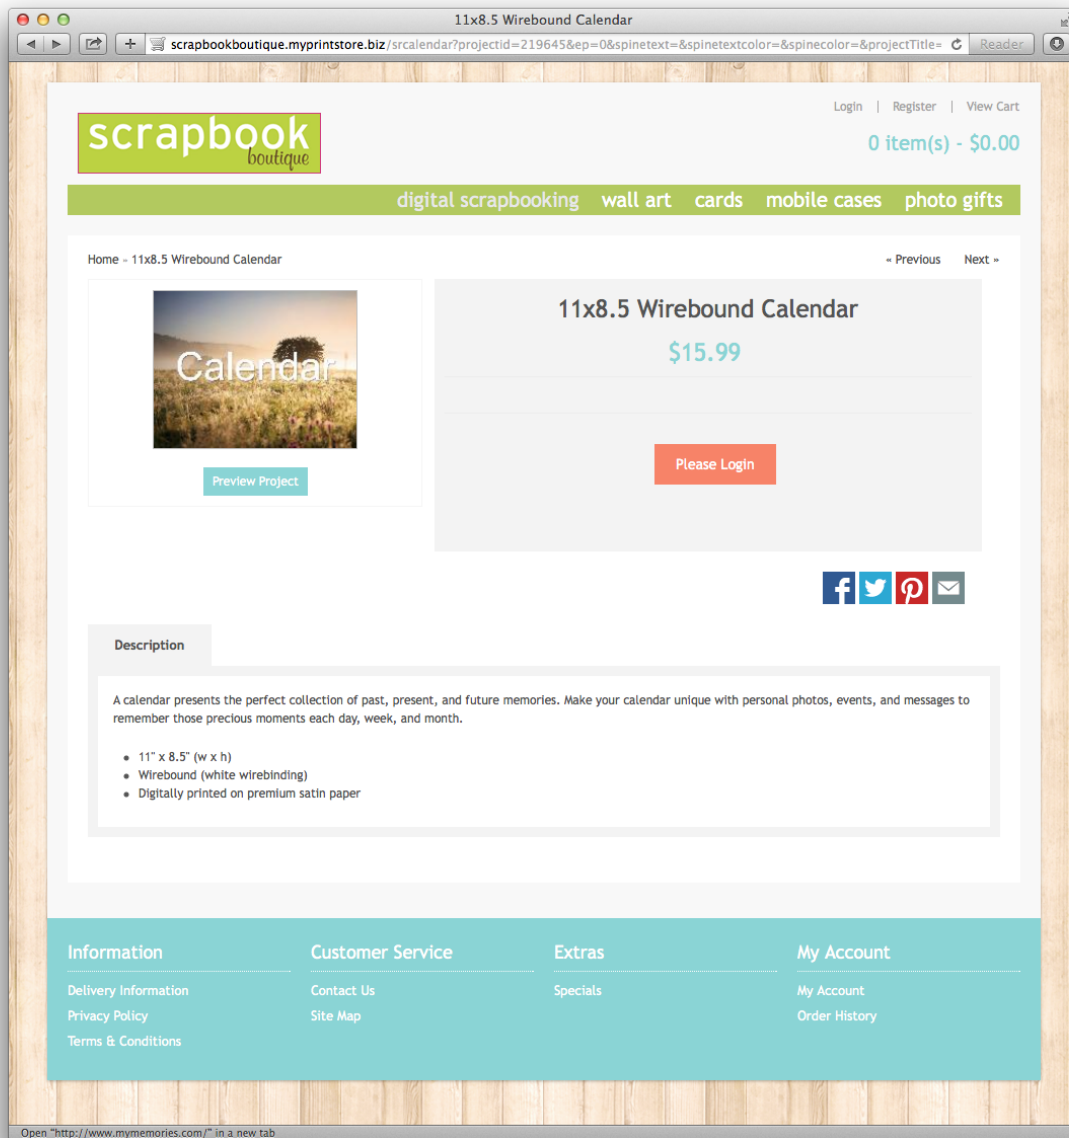 11x8.5 Wirebound Calendar
scrapbookboutique.myprintstore.biz/srcalendar?projectid=219645&ep=0&spinetext=&spinetextcolor=&spinecolor=&projectTitle=
Reader
Login | Register | View Cart
scrapbook
boutique
0 item(s) - $0.00
digital scrapbooking wall art cards mobile cases photo gifts
Home » 11x8.5 Wirebound Calendar
« Previous Next »
Calendar
Preview Project
11x8.5 Wirebound Calendar
$15.99
Please Login
Description
A calendar presents the perfect collection of past, present, and future memories. Make your calendar unique with personal photos, events, and messages to
remember those precious moments each day, week, and month.
• 11" x 8.5" (w x h)
• Wirebound (white wirebinding)
• Digitally printed on premium satin paper
Information
Delivery Information
Privacy Policy
Terms & Conditions
Customer Service
Contact Us
Site Map
Extras
Specials
My Account
My Account
Order History
Open "http://www.mymemories.com/" in a new tab